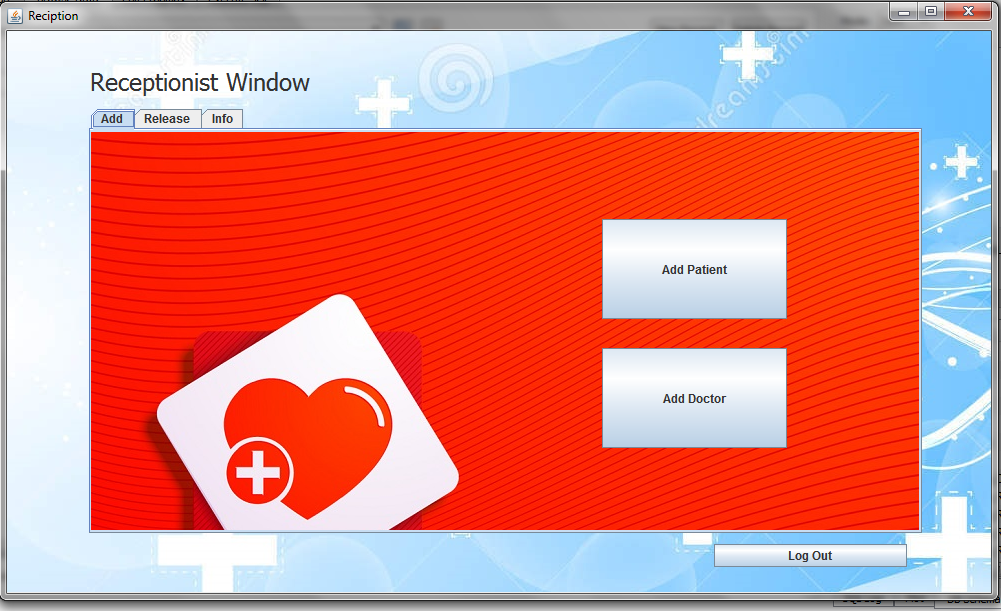 Reciption
Receptionist Window
Add Release Info
Add Patient
Add Doctor
Log Out